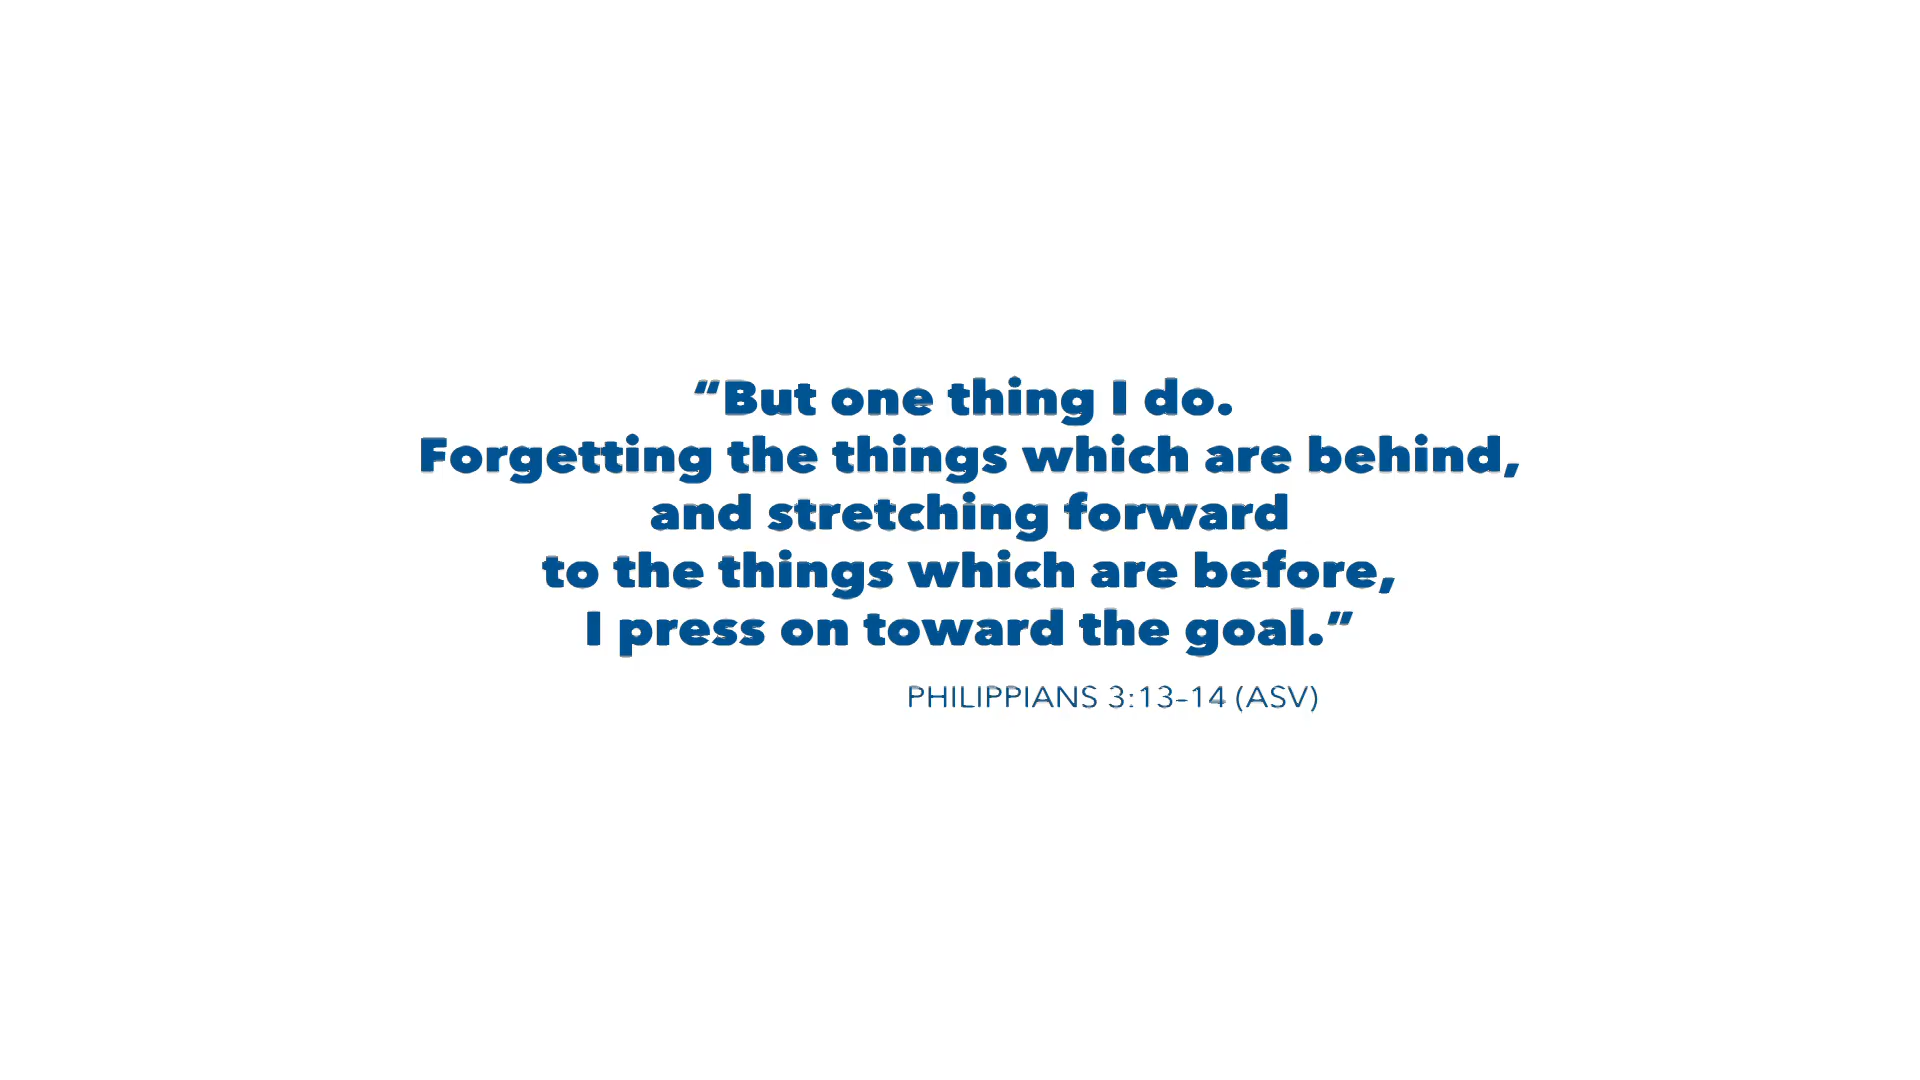 “But one thing I do.
Forgetting the things which are behind,
and stretching forward
to the things which are before,
I press on toward the goal.”
PHILIPPIANS 3:13-14 (ASV)